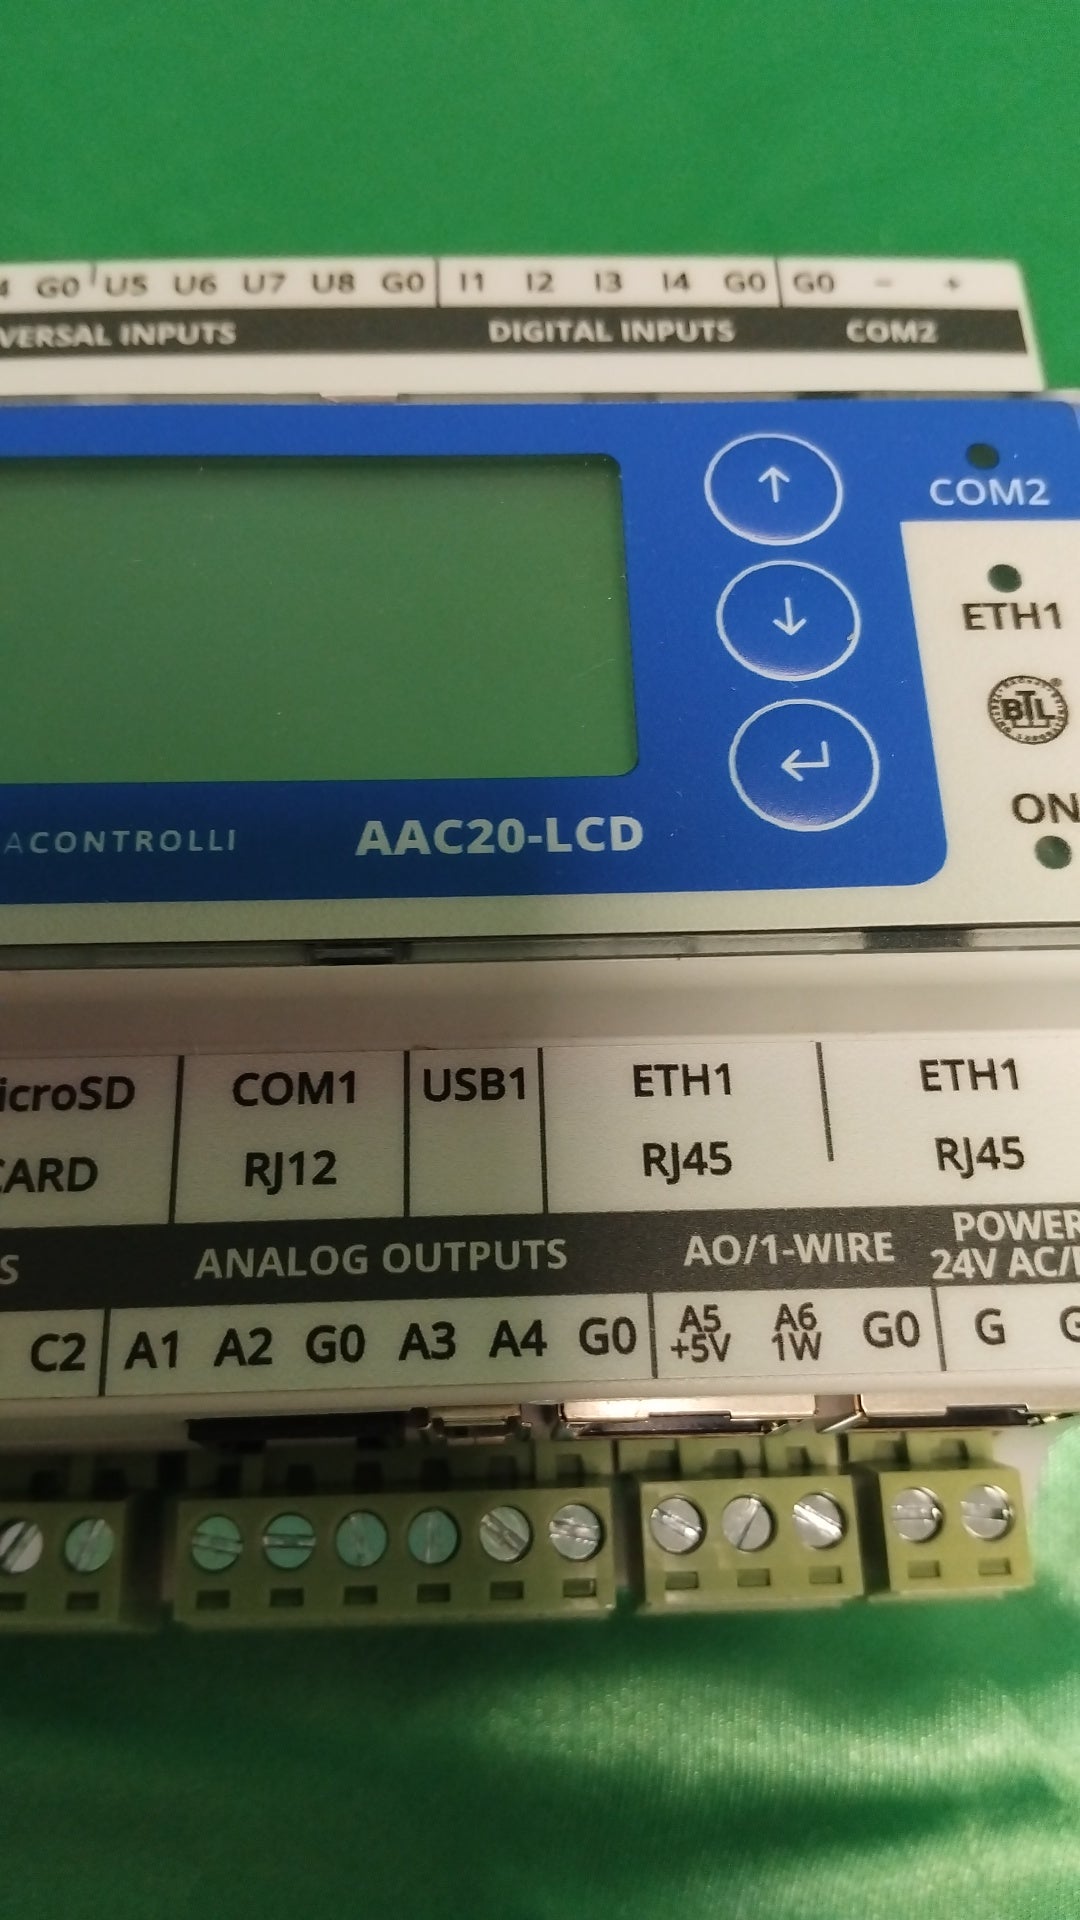 4 G0 U5 U6 U7 U8 G0 I1 I2 I3 I4 G0 G0 - +
VERSAL INPUTS DIGITAL INPUTS COM2
COM2
ETH1
BTL
ON
ACONTROLLI AAC20-LCD
icroSD COM1 USB1 ETH1 ETH1
CARD RJ12 RJ45 RJ45
S ANALOG OUTPUTS AO/1-WIRE POWER
24V AC/
C2 A1 A2 G0 A3 A4 G0 A5 A6 G0 G G
+5V 1W